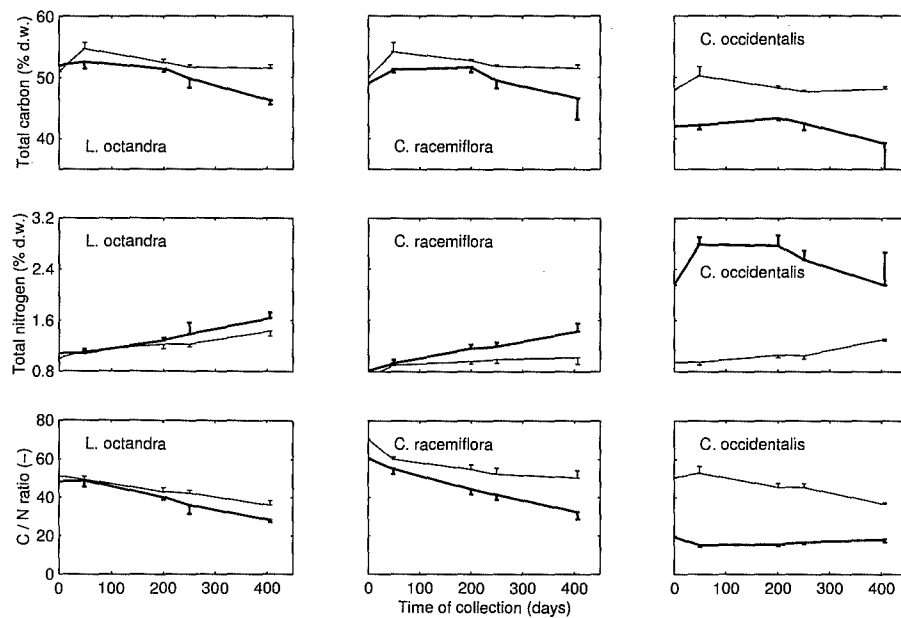 Total carbon (% d.w.)
60
50
40
L. octandra
C. racemiflora
C. occidentalis
Total nitrogen (% d.w.)
3.2
2.4
1.6
0.8
L. octandra
C. racemiflora
C. occidentalis
C / N ratio (–)
80
60
40
20
0
L. octandra
C. racemiflora
C. occidentalis
0 100 200 300 400
0 100 200 300 400
0 100 200 300 400
Time of collection (days)